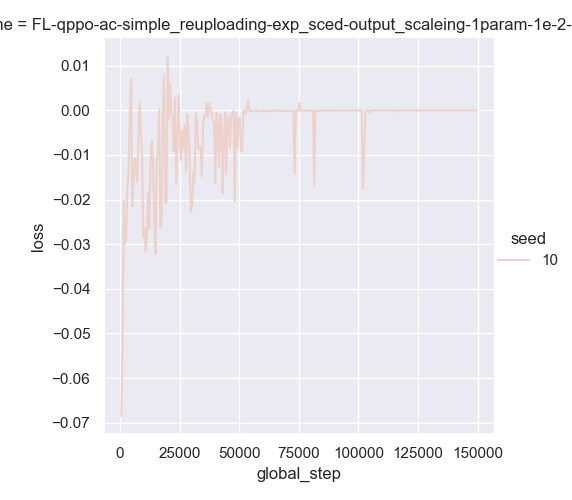 ne = FL-qppo-ac-simple_reuploading-exp_sced-output_scaleing-1param-1e-2-
0.01
0.00
−0.01
−0.02
−0.03
−0.04
−0.05
−0.06
−0.07
loss
0 25000 50000 75000 100000 125000 150000
global_step
seed
10